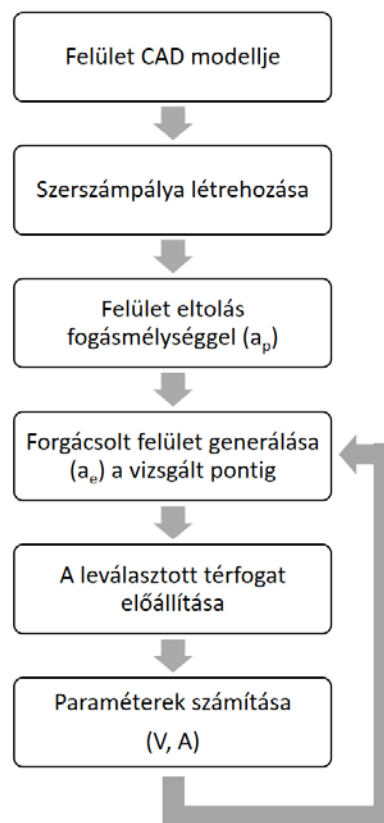 Felület CAD modellje
Szerszámpálya létrehozása
Felület eltolás
fogásmélységgel (aₚ)
Forgácsolt felület generálása
(aₑ) a vizsgált pontig
A leválasztott térfogat
előállítása
Paraméterek számítása
(V, A)